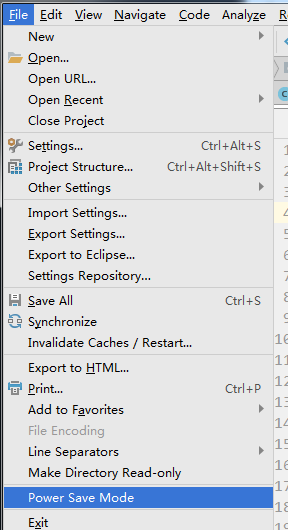 File Edit View Navigate Code Analyze R
New
Open...
Open URL...
Open Recent
Close Project
Settings... Ctrl+Alt+S
Project Structure... Ctrl+Alt+Shift+S
Other Settings
Import Settings...
Export Settings...
Export to Eclipse...
Settings Repository...
Save All Ctrl+S
Synchronize
Invalidate Caches / Restart...
Export to HTML...
Print... Ctrl+P
Add to Favorites
File Encoding
Line Separators
Make Directory Read-only
Power Save Mode
Exit